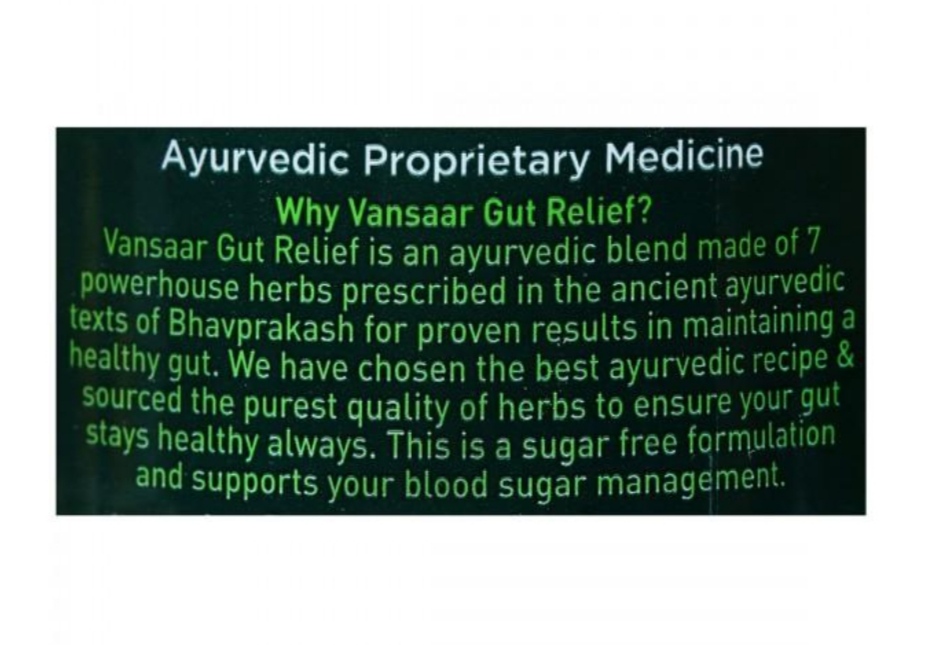 Ayurvedic Proprietary Medicine
Why Vansaar Gut Relief?
Vansaar Gut Relief is an ayurvedic blend made of 7
powerhouse herbs prescribed in the ancient ayurvedic
texts of Bhavprakash for proven results in maintaining a
healthy gut. We have chosen the best ayurvedic recipe &
sourced the purest quality of herbs to ensure your gut
stays healthy always. This is a sugar free formulation
and supports your blood sugar management.